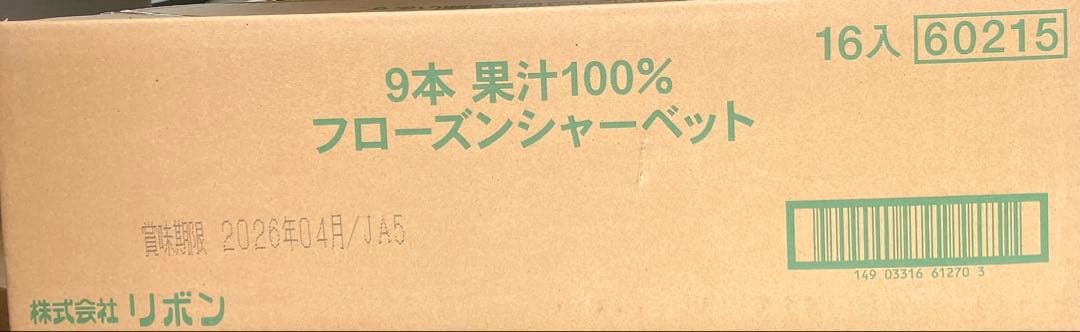 16入 60215
9本 果汁100%
フローズンシャーベット
賞味期限 2026年04月/JA5
149 03316 61270 3
株式会社 リボン